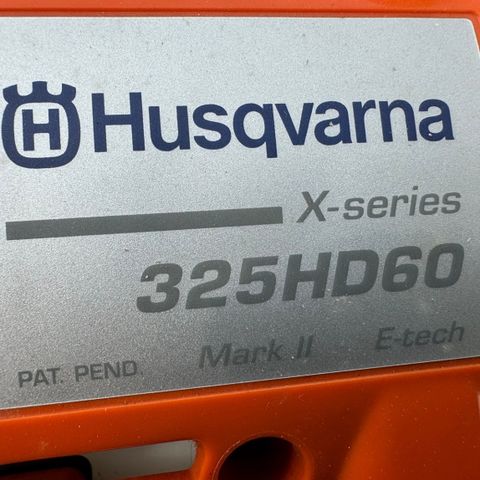 H Husqvarna
X-series
325HD60
Mark II E-tech
PAT. PEND.